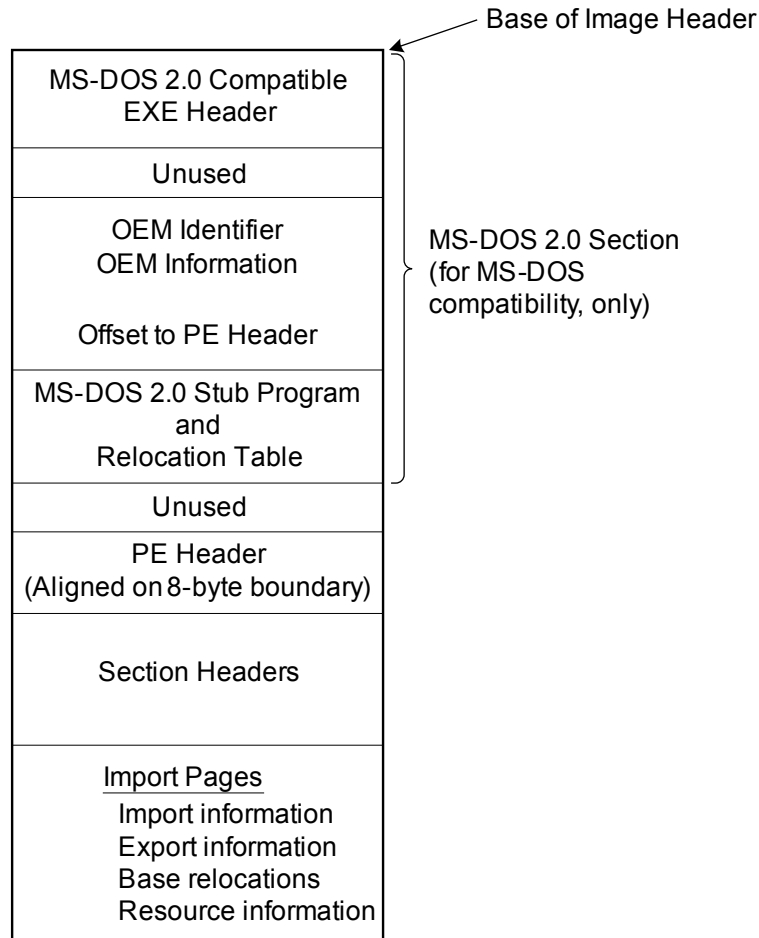 Base of Image Header
MS-DOS 2.0 Compatible
EXE Header
Unused
OEM Identifier
OEM Information
Offset to PE Header
MS-DOS 2.0 Section
(for MS-DOS
compatibility, only)
MS-DOS 2.0 Stub Program
and
Relocation Table
Unused
PE Header
(Aligned on 8-byte boundary)
Section Headers
Import Pages
Import information
Export information
Base relocations
Resource information